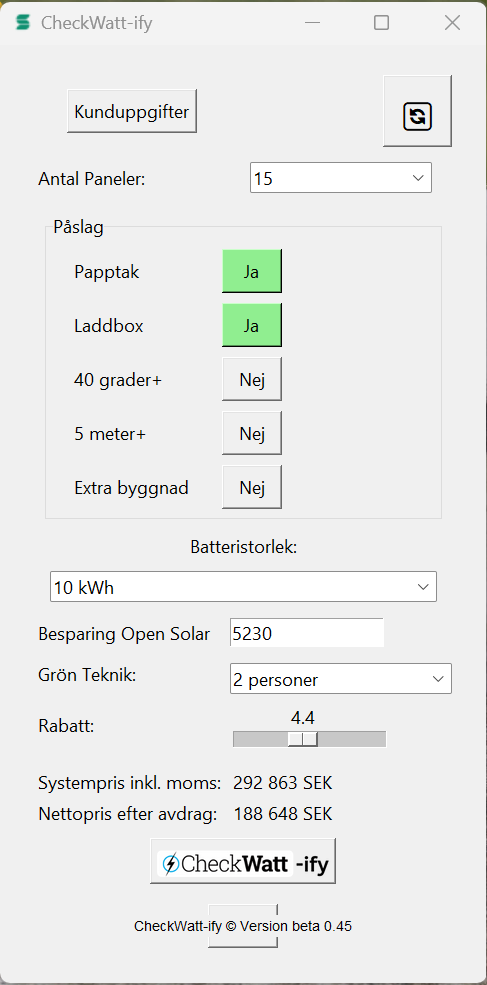 CheckWatt-ify
Kunduppgifter
Antal Paneler: 15
Påslag
Papptak Ja
Laddbox Ja
40 grader+ Nej
5 meter+ Nej
Extra byggnad Nej
Batteristorlek:
10 kWh
Besparing Open Solar 5230
Grön Teknik: 2 personer
4.4
Rabatt:
Systempris inkl. moms: 292 863 SEK
Nettopris efter avdrag: 188 648 SEK
CheckWatt -ify
CheckWatt-ify © Version beta 0.45